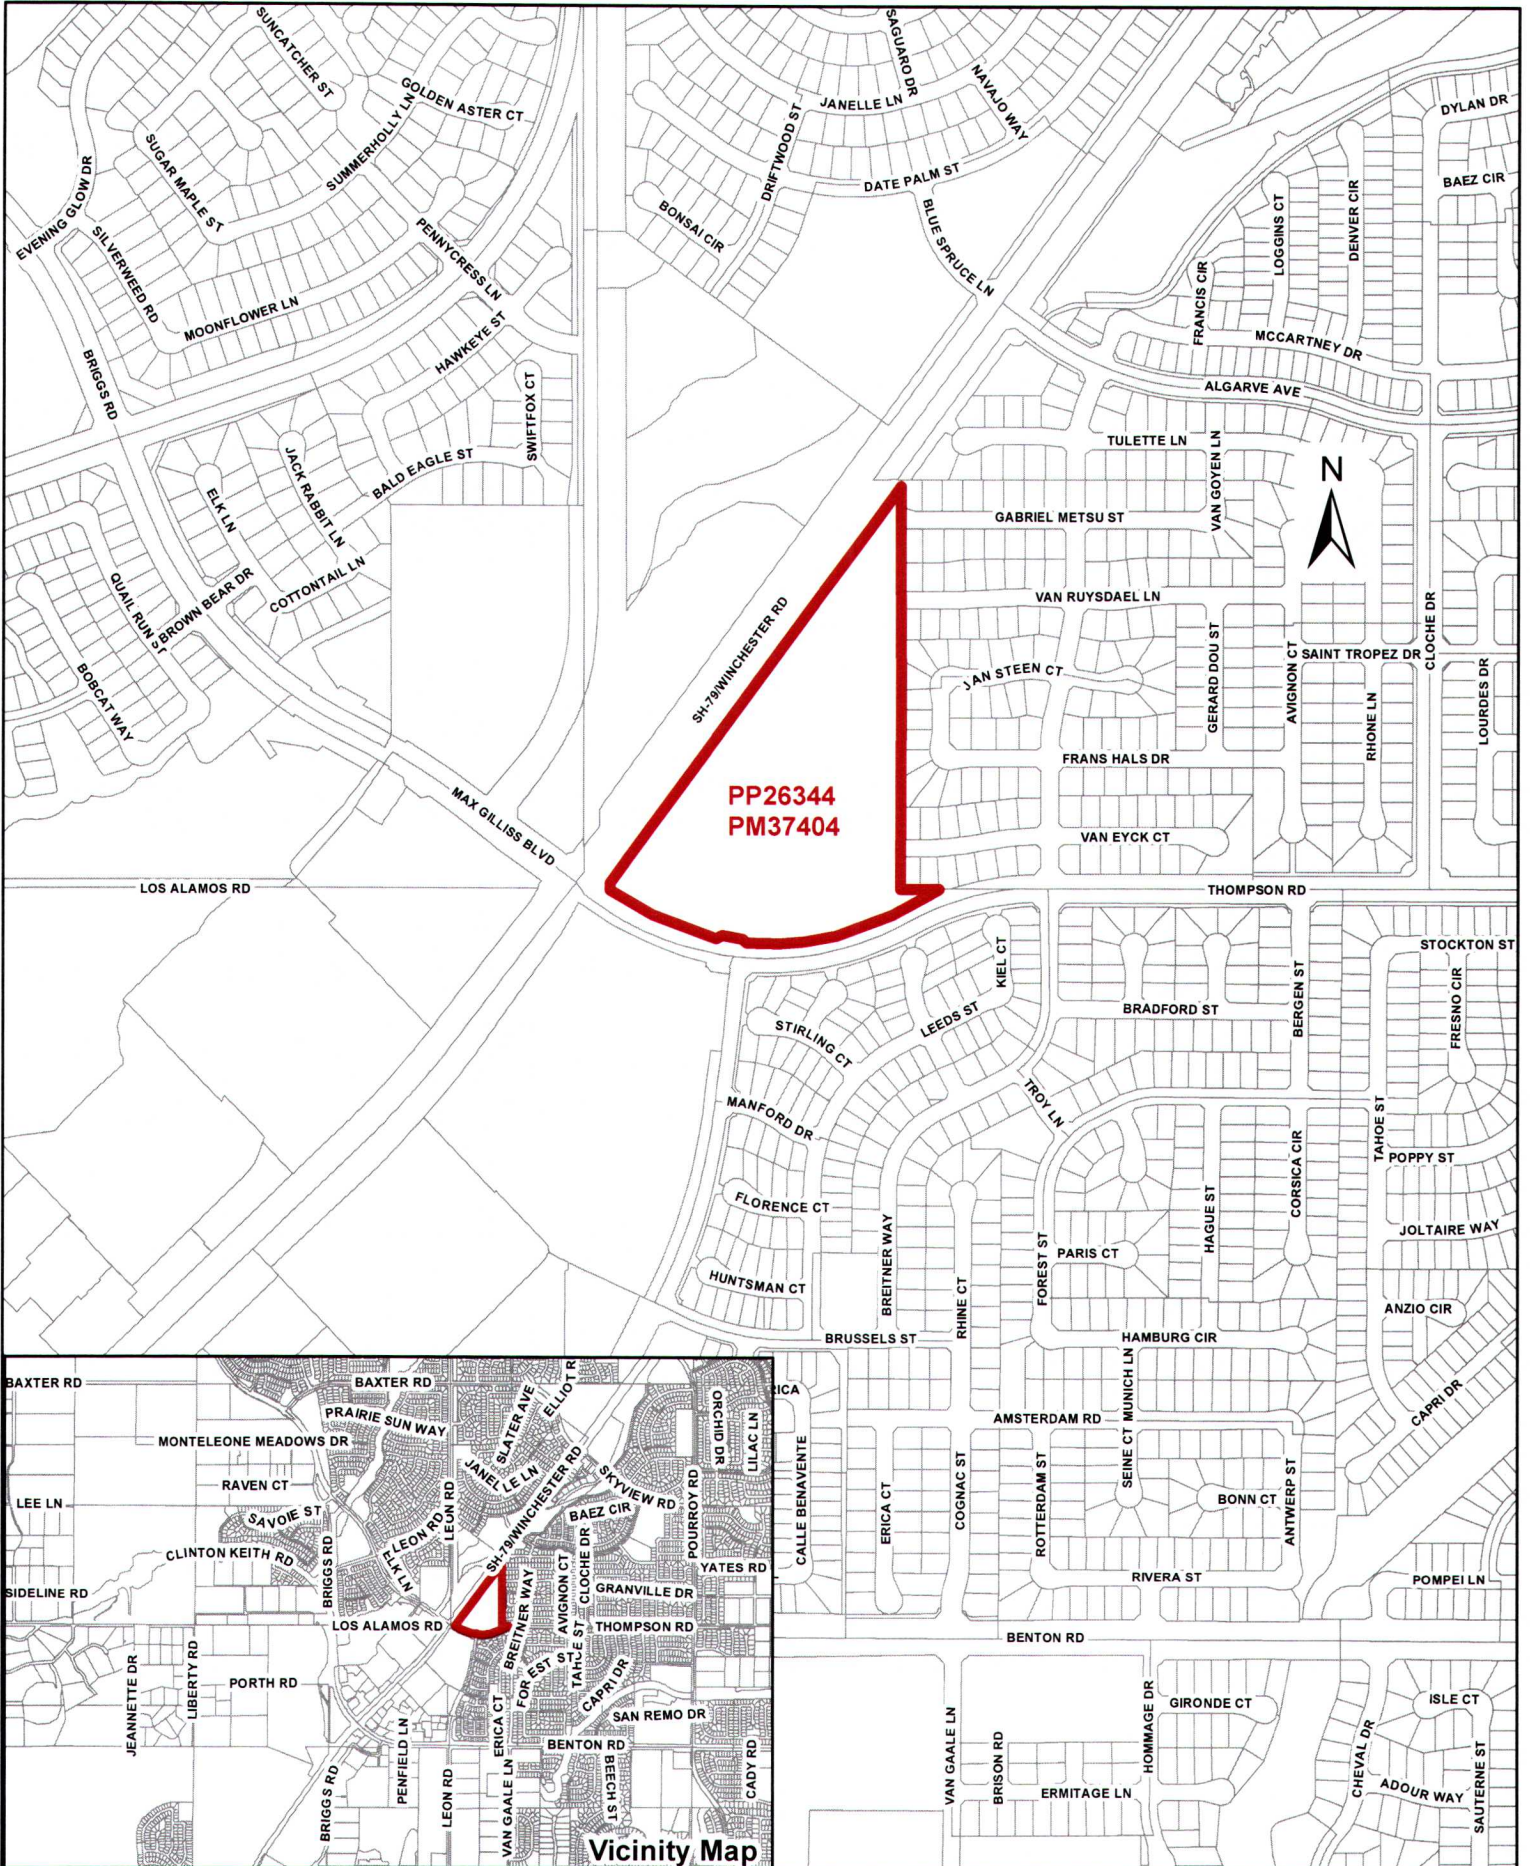 SUNCATCHER ST
GOLDEN ASTER CT
SUMMERHOLLY LN
SUGAR MAPLE ST
EVENING GLOW DR
SILVERWEED RD
PENNYCRESS LN
MOONFLOWER LN
HAWKEYE ST
BRIGGS RD
SWIFTFOX CT
JACK RABBIT LN
BALD EAGLE ST
ELK LN
COTTONTAIL LN
BROWN BEAR DR
QUAIL RUN ST
BOBCAT WAY
SAGUARO DR
NAVAJO WAY
JANELLE LN
DRIFTWOOD ST
DATE PALM ST
BONSAI CIR
BLUE SPRUCE LN
DYLAN DR
BAEZ CIR
DENVER CIR
LOGGINS CT
FRANCIS CIR
MCCARTNEY DR
ALGARVE AVE
TULETTE LN
VAN GOYEN LN
N
GABRIEL METSU ST
VAN RUYSDAEL LN
SH-79/WINCHESTER RD
JAN STEEN CT
GERARD DOU ST
AVIGNON CT
SAINT TROPEZ DR
CLOCHE DR
RHONE LN
LOURDES DR
FRANS HALS DR
PP26344
PM37404
MAX GILLISS BLVD
VAN EYCK CT
LOS ALAMOS RD
THOMPSON RD
KIEL CT
STOCKTON ST
BERGEN ST
FRESNO CIR
LEEDS ST
BRADFORD ST
STIRLING CT
TROY LN
MANFORD DR
TAHOE ST
POPPY ST
CORSICA CIR
HAGUE ST
FLORENCE CT
JOLTAIRE WAY
BREITNER WAY
FOREST ST
PARIS CT
HUNTSMAN CT
RHINE CT
ANZIO CIR
BRUSSELS ST
HAMBURG CIR
MUNICH LN
RICA
CAPRI DR
AMSTERDAM RD
SEINE CT
CALLE BENAVENTE
ERICA CT
COGNAC ST
ROTTERDAM ST
BONN CT
ANTWERP ST
RIVERA ST
POMPEI LN
BENTON RD
VAN GAALE LN
BRISON RD
HOMMAGE DR
GIRONDE CT
ERMITAGE LN
CHEVAL DR
ISLE CT
ADOUR WAY
SAUTERNE ST
BAXTER RD
BAXTER RD
PRAIRIE SUN WAY
MONTELEONE MEADOWS DR
RAVEN CT
LEE LN
SAVOIE ST
CLINTON KEITH RD
SIDELINE RD
BRIGGS RD
ELK LN
LEON RD
LEON RD
SLATER AVE
ELLIOT R
JANELLE LN
SH-79/WINCHESTER RD
SKYVIEW RD
ORCHID DR
LILAC LN
POURROY RD
BAEZ CIR
CLOCHE DR
AVIGNON CT
YATES RD
GRANVILLE DR
LOS ALAMOS RD
BREITNER WAY
THOMPSON RD
TAHOE ST
FOREST ST
CAPRI DR
SAN REMO DR
JEANNETTE DR
LIBERTY RD
PORTH RD
PENFIELD LN
ERICA CT
BENTON RD
BRIGGS RD
LEON RD
VAN GAALE LN
BEECH ST
CADY RD
Vicinity Map